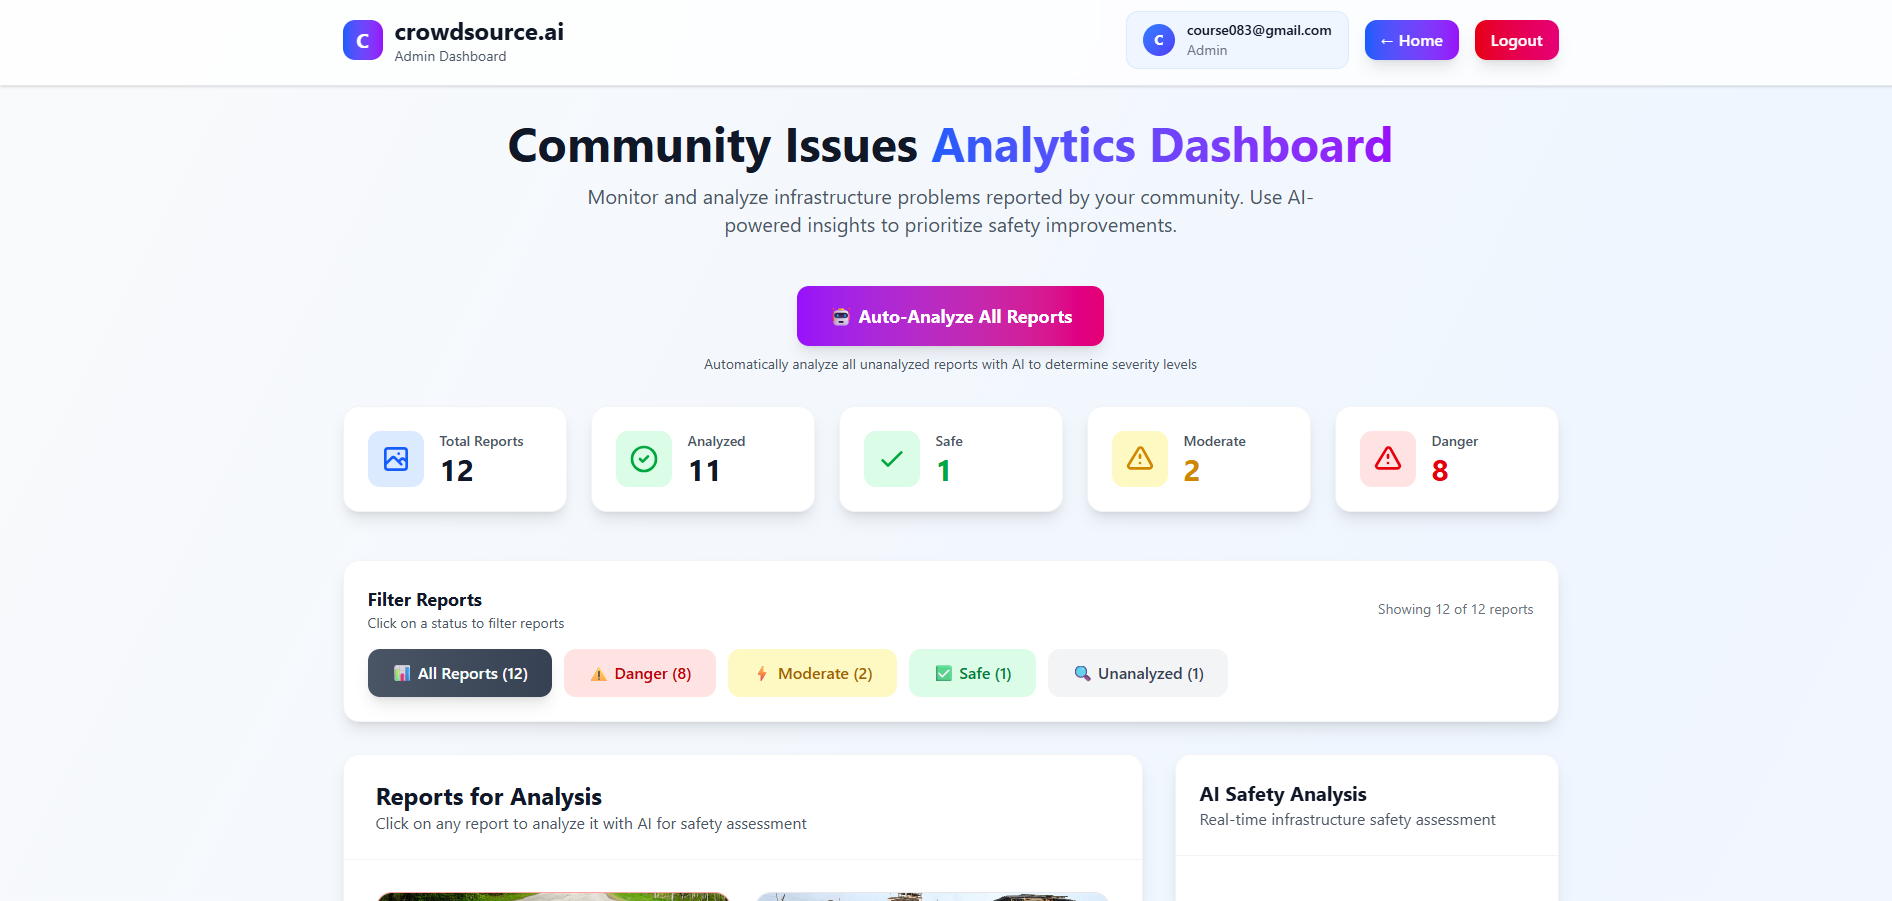 C
crowdsource.ai
Admin Dashboard
C
course083@gmail.com
Admin
← Home
Logout
Community Issues Analytics Dashboard
Monitor and analyze infrastructure problems reported by your community. Use AI-
powered insights to prioritize safety improvements.
Auto-Analyze All Reports
Automatically analyze all unanalyzed reports with AI to determine severity levels
Total Reports
12
Analyzed
11
Safe
1
Moderate
2
Danger
8
Filter Reports
Click on a status to filter reports
Showing 12 of 12 reports
All Reports (12)
Danger (8)
Moderate (2)
Safe (1)
Unanalyzed (1)
Reports for Analysis
Click on any report to analyze it with AI for safety assessment
AI Safety Analysis
Real-time infrastructure safety assessment